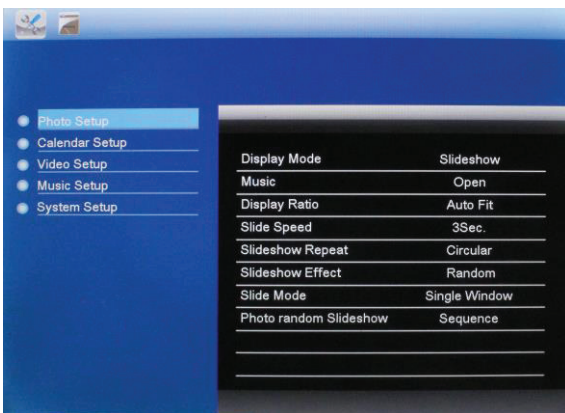 Photo Setup
Calendar Setup
Video Setup
Music Setup
System Setup
Display Mode Slideshow
Music Open
Display Ratio Auto Fit
Slide Speed 3Sec.
Slideshow Repeat Circular
Slideshow Effect Random
Slide Mode Single Window
Photo random Slideshow Sequence